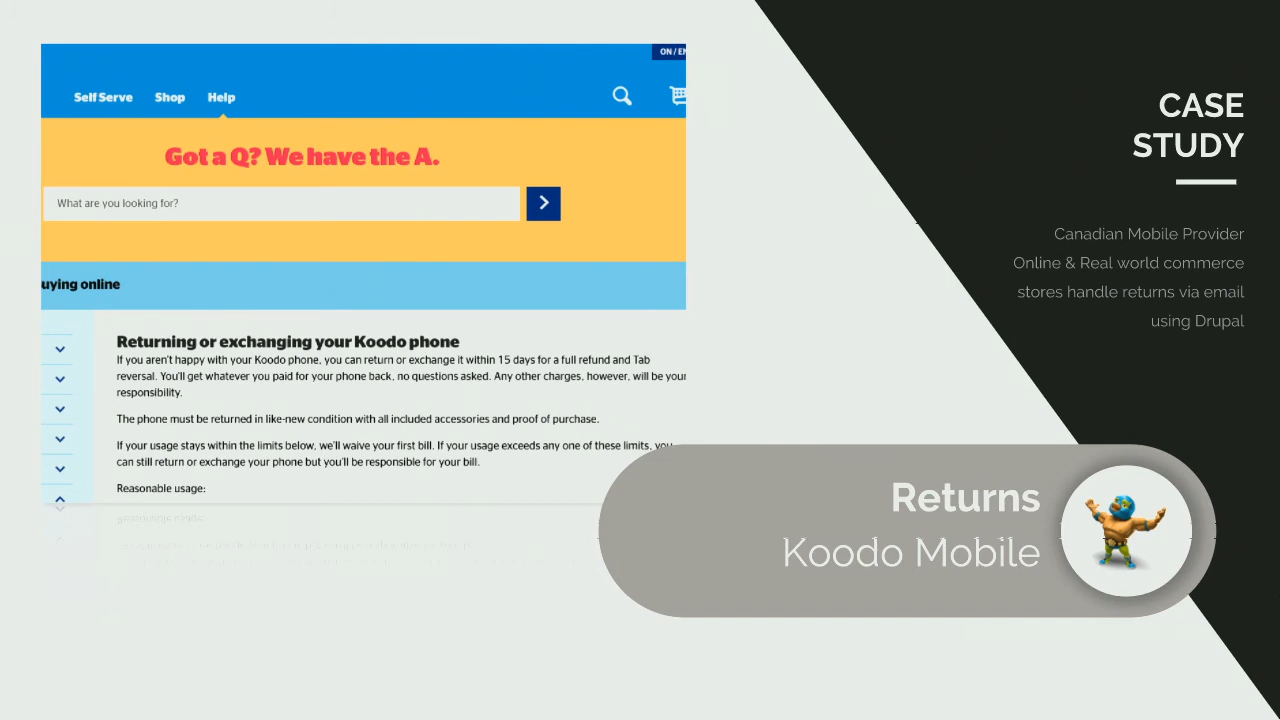 ON / EN
Self Serve Shop Help
Got a Q? We have the A.
What are you looking for?
uying online
Returning or exchanging your Koodo phone
If you aren't happy with your Koodo phone, you can return or exchange it within 15 days for a full refund and Tab
reversal. You'll get whatever you paid for your phone back, no questions asked. Any other charges, however, will be your
responsibility.
The phone must be returned in like-new condition with all included accessories and proof of purchase.
If your usage stays within the limits below, we'll waive your first bill. If your usage exceeds any one of these limits, you
can still return or exchange your phone but you'll be responsible for your bill.
Reasonable usage:
CASE
STUDY
Canadian Mobile Provider
Online & Real world commerce
stores handle returns via email
using Drupal
Returns
Koodo Mobile